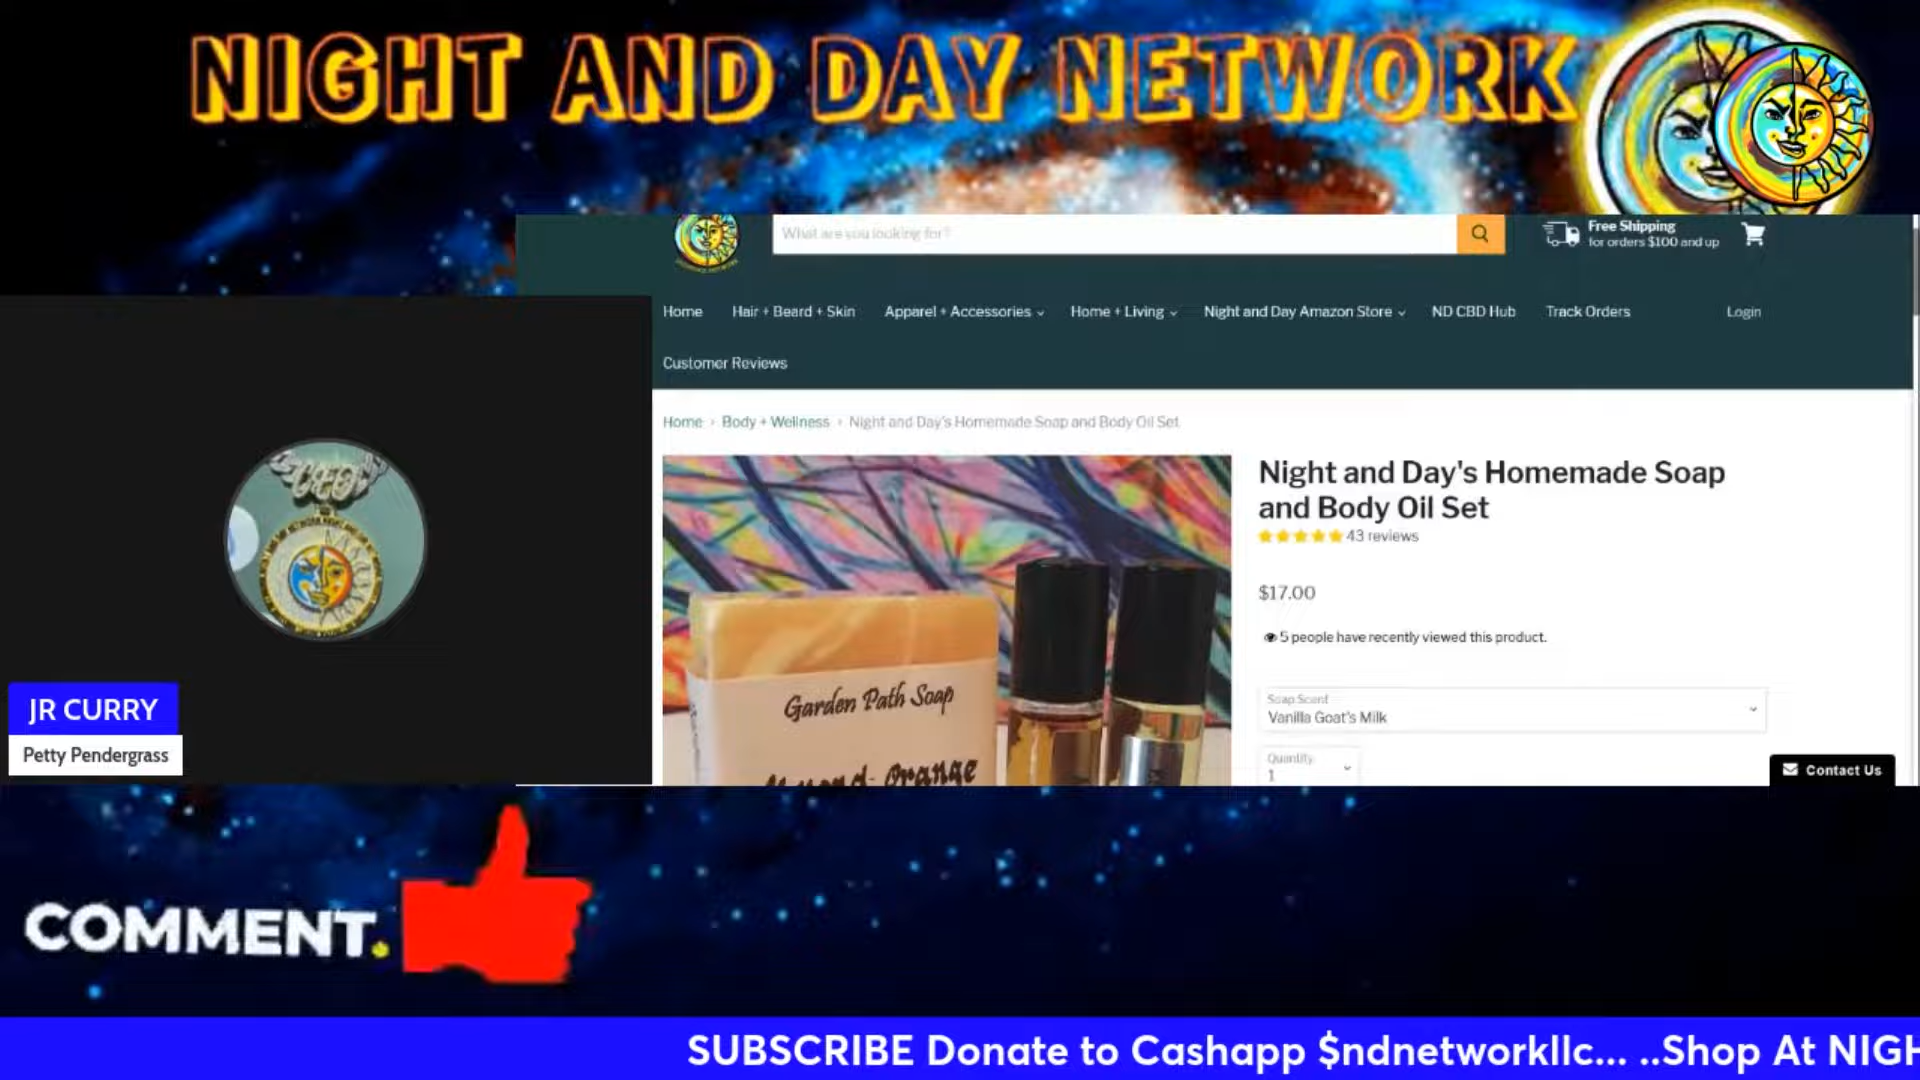 NIGHT AND DAY NETWORK
What are you looking for?
Free Shipping
for orders $100 and up
Home
Hair + Beard + Skin
Apparel + Accessories
Home + Living
Night and Day Amazon Store
ND CBD Hub
Track Orders
Login
Customer Reviews
Home › Body + Wellness › Night and Day's Homemade Soap and Body Oil Set
CEO
Night and Day's Homemade Soap
and Body Oil Set
43 reviews
$17.00
5 people have recently viewed this product.
Garden Path Soap
Almond-Orange
Soap Scent
Vanilla Goat's Milk
Quantity
1
Contact Us
JR CURRY
Petty Pendergrass
COMMENT.
SUBSCRIBE Donate to Cashapp $ndnetworkllc... ..Shop At NIGH